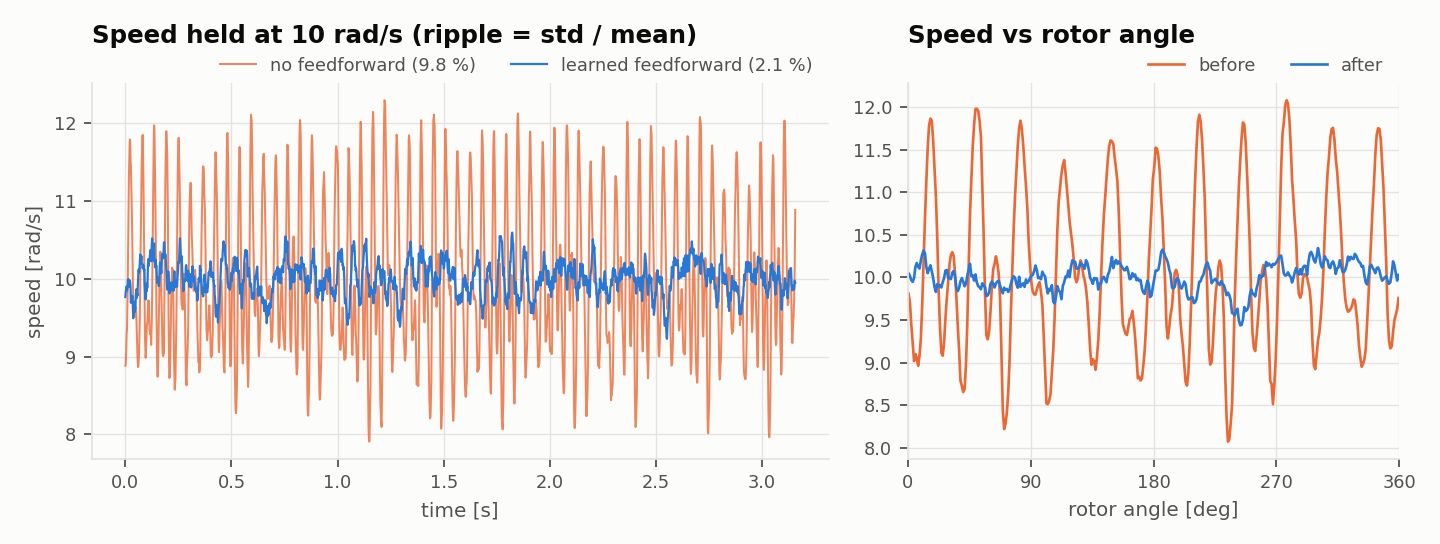 Speed held at 10 rad/s (ripple = std / mean)
no feedforward (9.8 %)
learned feedforward (2.1 %)
12
11
10
9
8
speed [rad/s]
0.0
0.5
1.0
1.5
2.0
2.5
3.0
time [s]
Speed vs rotor angle
before
after
12.0
11.5
11.0
10.5
10.0
9.5
9.0
8.5
8.0
0
90
180
270
360
rotor angle [deg]